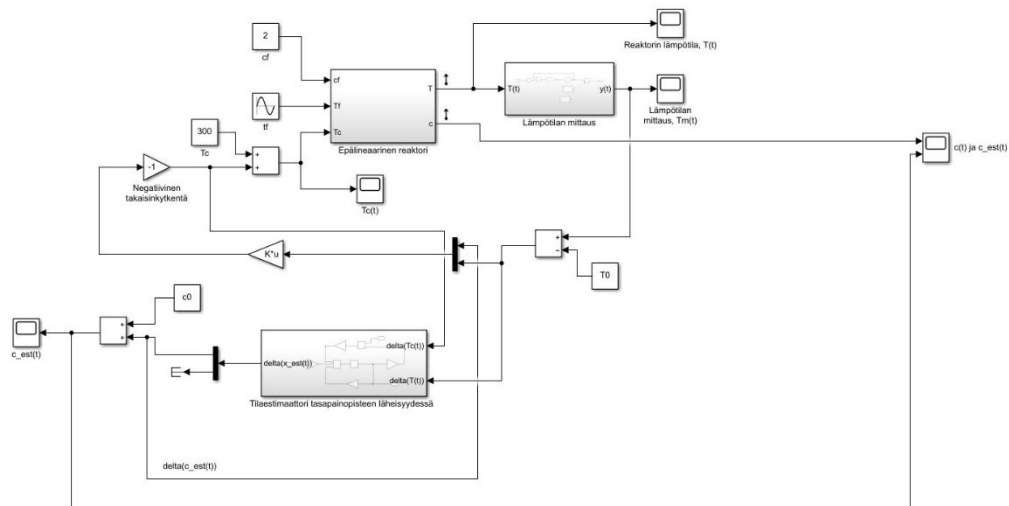 2
cf
tf
300
Tc
cf
Tf
Tc
T
c
Epälineaarinen reaktori
T(t)
y(t)
Lämpötilan mittaus
Reaktorin lämpötila, T(t)
Lämpötilan
mittaus, Tm(t)
c(t) ja c_est(t)
+
+
Tc(t)
-1
Negatiivinen
takaisinkytkentä
K*u
+
−
T0
c0
+
+
c_est(t)
delta(x_est(t))
delta(Tc(t))
delta(T(t))
Tilaestimaattori tasapainopisteen läheisyydessä
delta(c_est(t))